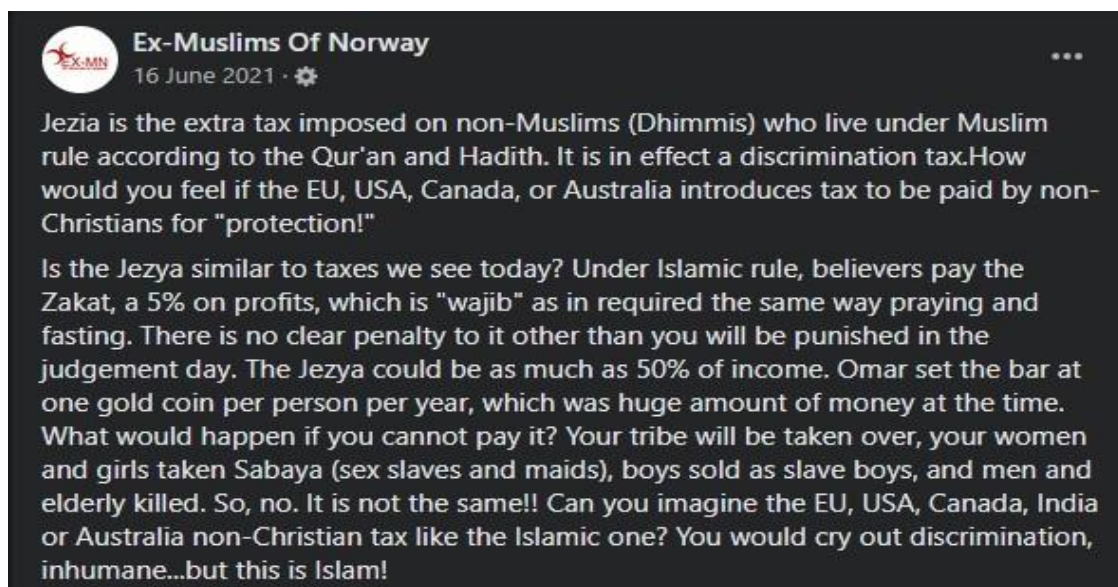 Ex-Muslims Of Norway
EX-MN
16 June 2021 ·
Jezia is the extra tax imposed on non-Muslims (Dhimmis) who live under Muslim
rule according to the Qur'an and Hadith. It is in effect a discrimination tax.How
would you feel if the EU, USA, Canada, or Australia introduces tax to be paid by non-
Christians for "protection!"
Is the Jezya similar to taxes we see today? Under Islamic rule, believers pay the
Zakat, a 5% on profits, which is "wajib" as in required the same way praying and
fasting. There is no clear penalty to it other than you will be punished in the
judgement day. The Jezya could be as much as 50% of income. Omar set the bar at
one gold coin per person per year, which was huge amount of money at the time.
What would happen if you cannot pay it? Your tribe will be taken over, your women
and girls taken Sabaya (sex slaves and maids), boys sold as slave boys, and men and
elderly killed. So, no. It is not the same!! Can you imagine the EU, USA, Canada, India
or Australia non-Christian tax like the Islamic one? You would cry out discrimination,
inhumane...but this is Islam!